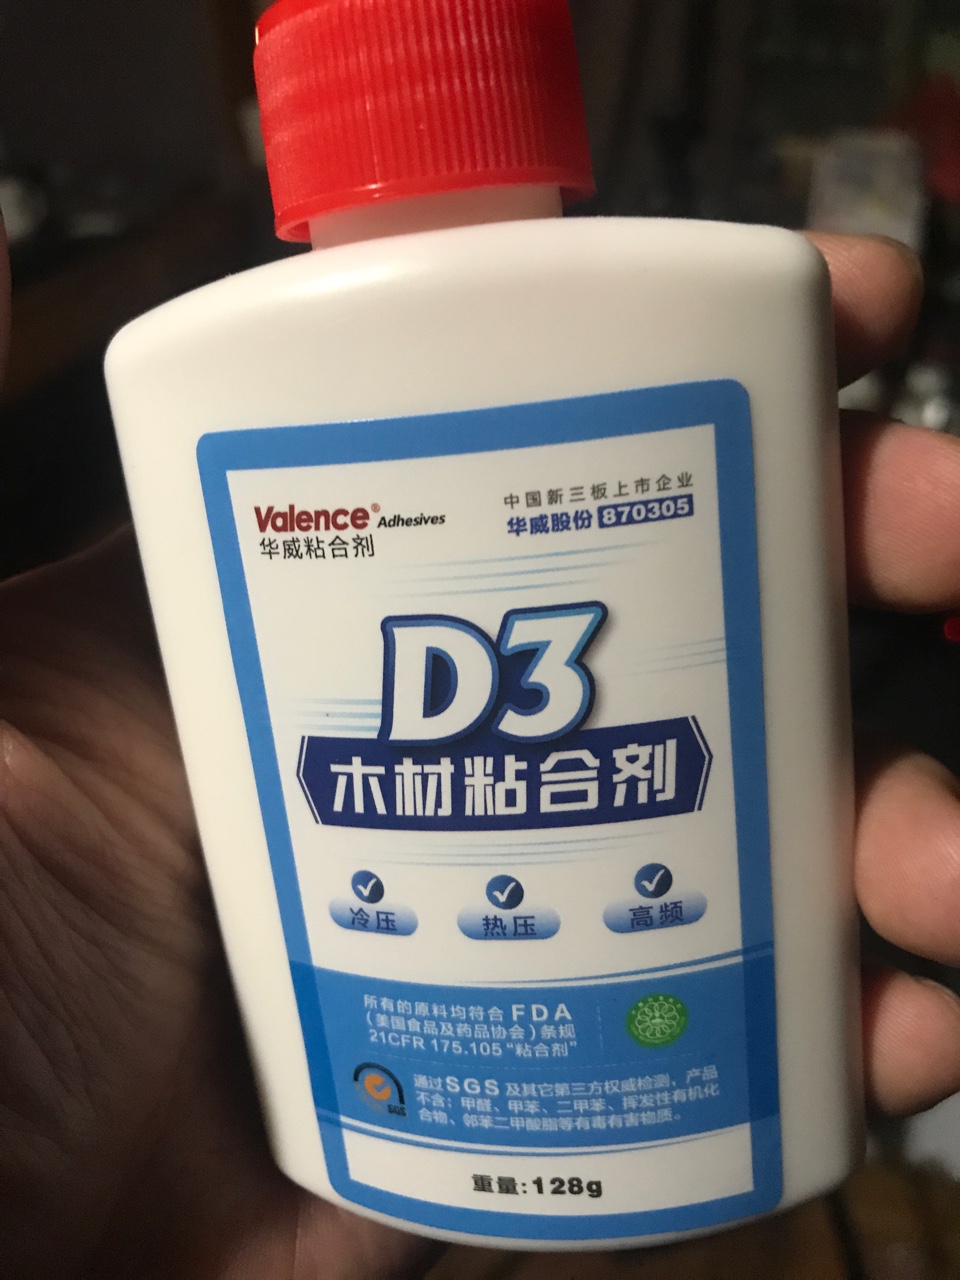 Valence® Adhesives
华威粘合剂
中国新三板上市企业
华威股份 870305
D3
木材粘合剂
冷压
热压
高频
所有的原料均符合FDA
（美国食品及药品协会）条规
21CFR 175.105“粘合剂”
SGS
通过SGS及其它第三方权威检测，产品
不含：甲醛、甲苯、二甲苯、挥发性有机化
合物、邻苯二甲酸脂等有毒有害物质。
重量:128g